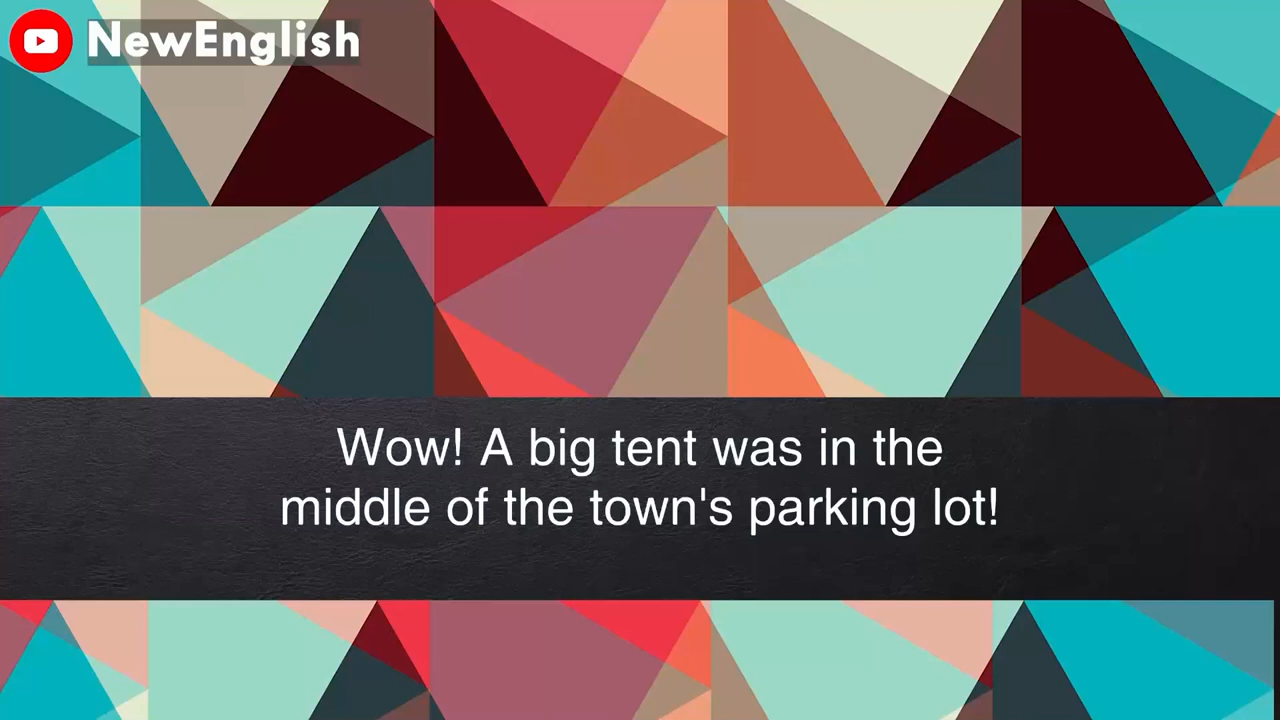 NewEnglish
Wow! A big tent was in the
middle of the town's parking lot!